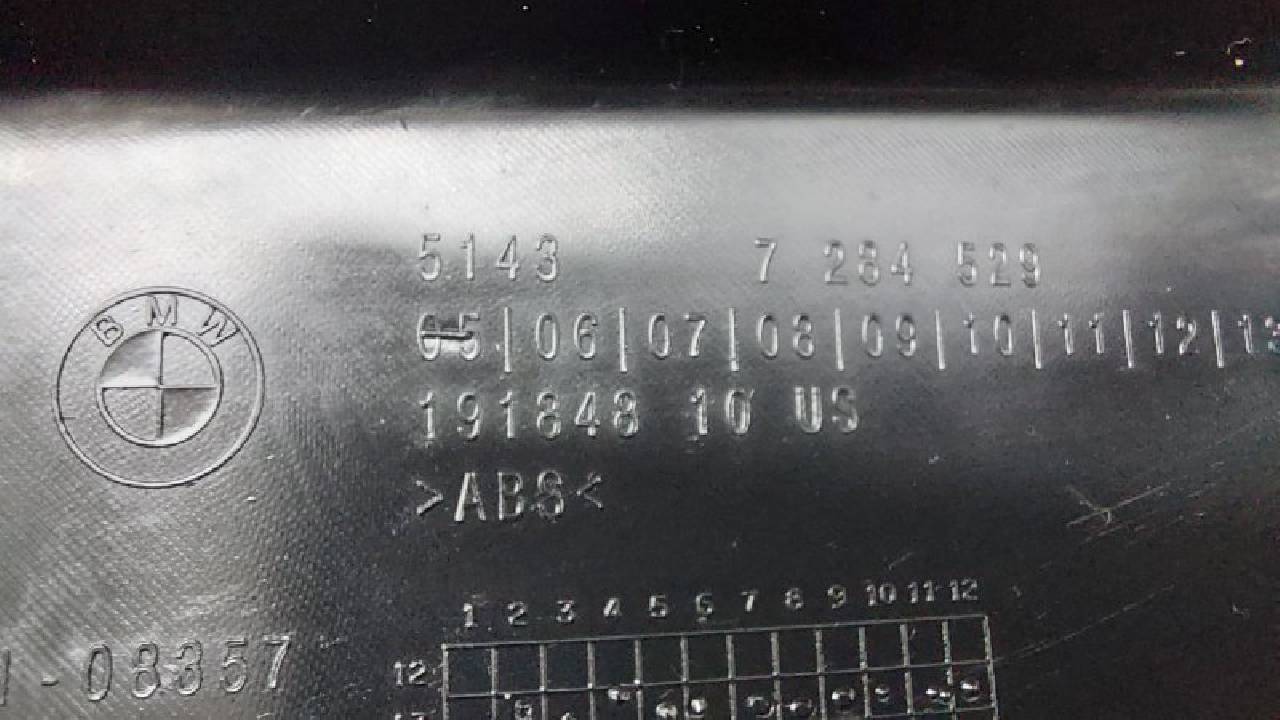 5143 7 284 529
BMW
05|06|07|08|09|10|11|12|
191848 10 US
>ABS<
1 2 3 4 5 6 7 8 9 10 11 12
-08357
12